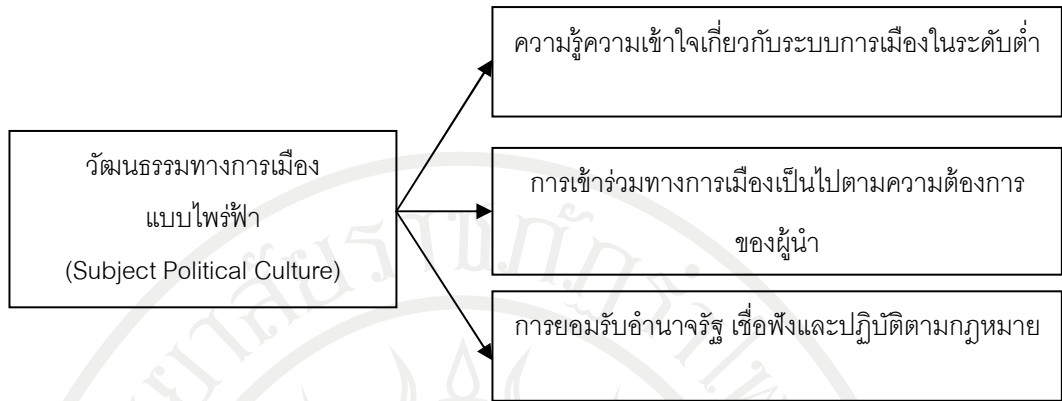 ความรู้ความเข้าใจเกี่ยวกับระบบการเมืองในระดับต่ำ
วัฒนธรรมทางการเมือง
แบบไพร่ฟ้า
(Subject Political Culture)
การเข้าร่วมทางการเมืองเป็นไปตามความต้องการ
ของผู้นำ
การยอมรับอำนาจรัฐ เชื่อฟังและปฏิบัติตามกฎหมาย